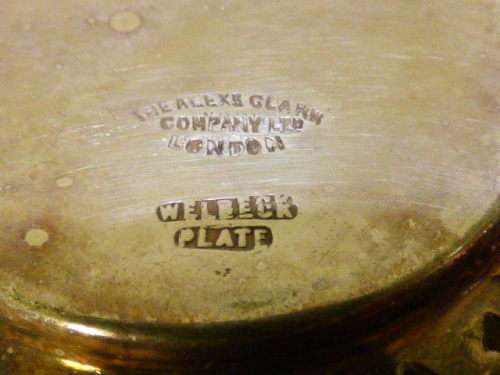 THE ALEXR CLARK
COMPANY LTD
LONDON
WELBECK
PLATE